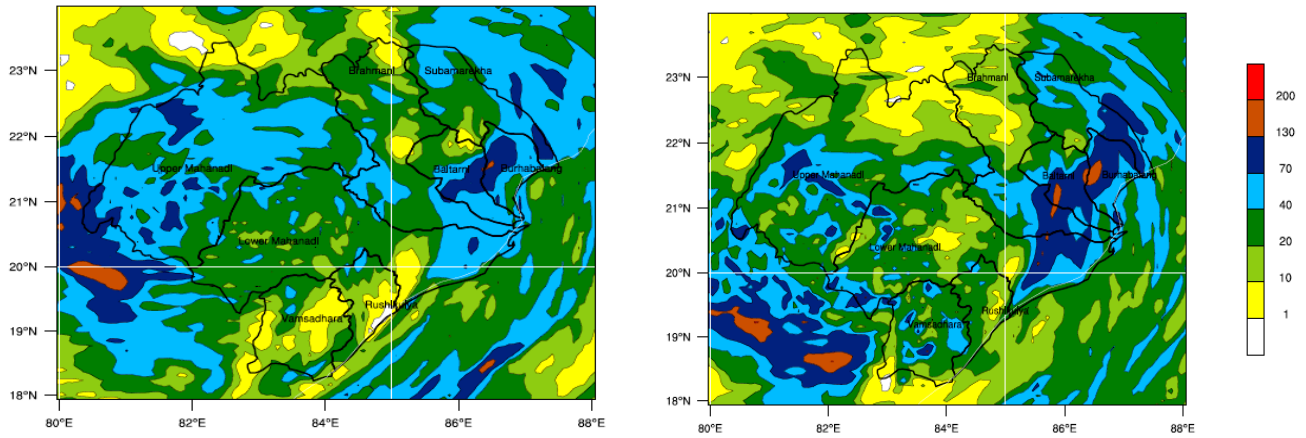 23°N
22°N
21°N
20°N
19°N
18°N
80°E
82°E
84°E
86°E
88°E
Brahmani
Subarnarekha
Upper Mahanadi
Baitarni
Burhabalang
Lower Mahanadi
Vamsadhara
Rushikulya
23°N
22°N
21°N
20°N
19°N
18°N
80°E
82°E
84°E
86°E
88°E
Brahmani
Subarnarekha
Upper Mahanadi
Baitarni
Burhabalang
Lower Mahanadi
Vamsadhara
Rushikulya
200
130
70
40
20
10
1